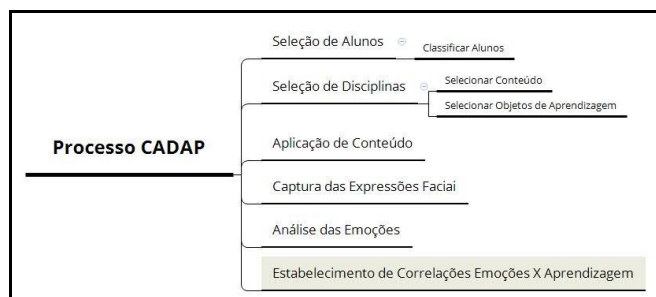 Processo CADAP
Seleção de Alunos
Classificar Alunos
Seleção de Disciplinas
Selecionar Conteúdo
Selecionar Objetos de Aprendizagem
Aplicação de Conteúdo
Captura das Expressões Faciai
Análise das Emoções
Estabelecimento de Correlações Emoções X Aprendizagem